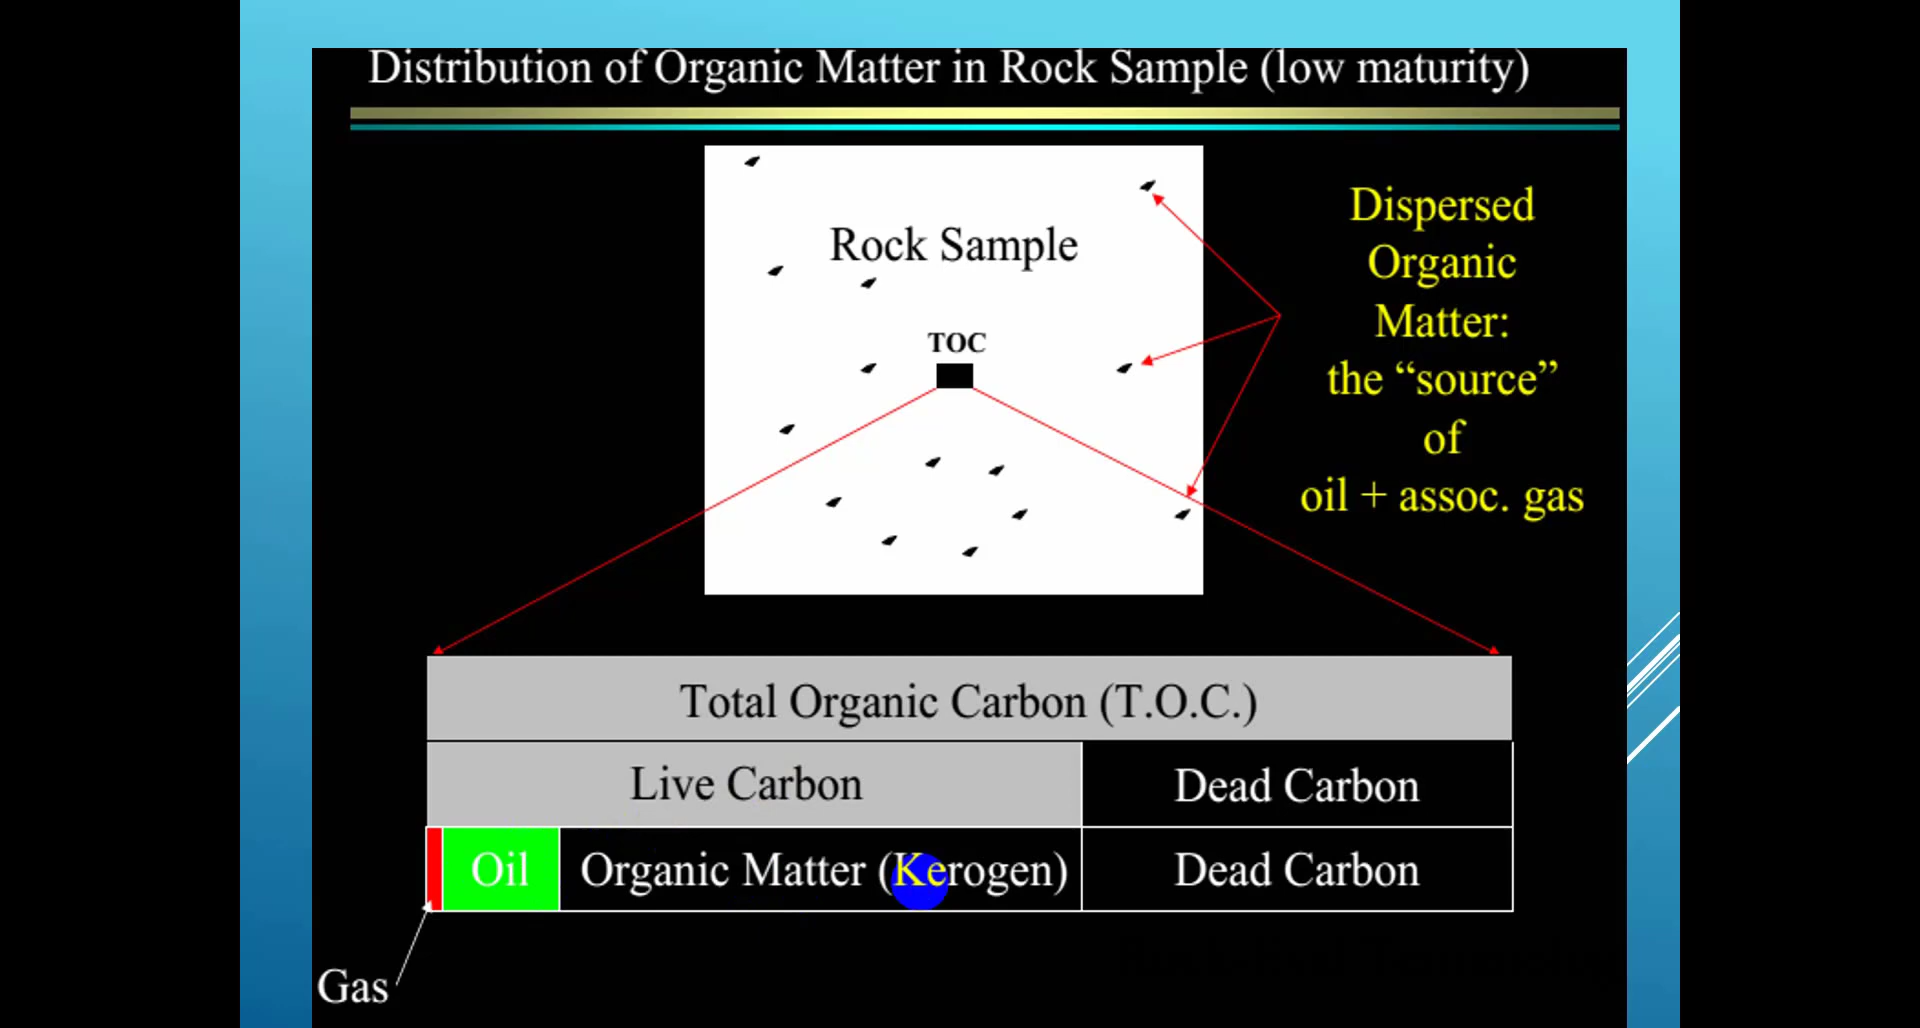 Distribution of Organic Matter in Rock Sample (low maturity)
Rock Sample
TOC
Dispersed
Organic
Matter:
the “source”
of
oil + assoc. gas
Total Organic Carbon (T.O.C.)
Live Carbon
Dead Carbon
Oil
Organic Matter (Kerogen)
Dead Carbon
Gas